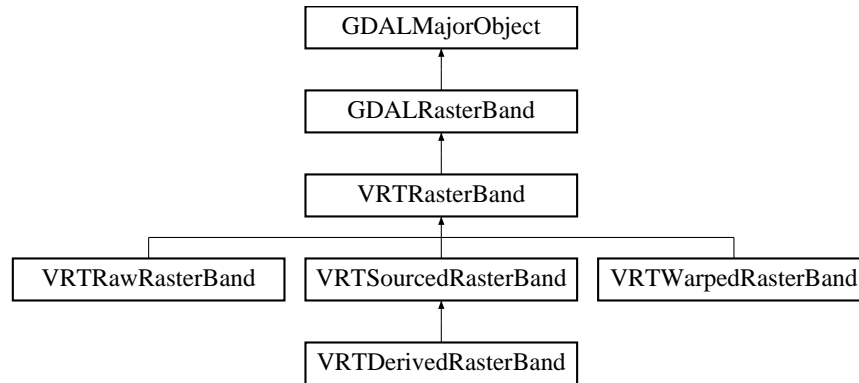 GDALMajorObject
GDALRasterBand
VRTRasterBand
VRTRawRasterBand
VRTSourcedRasterBand
VRTWarpedRasterBand
VRTDerivedRasterBand